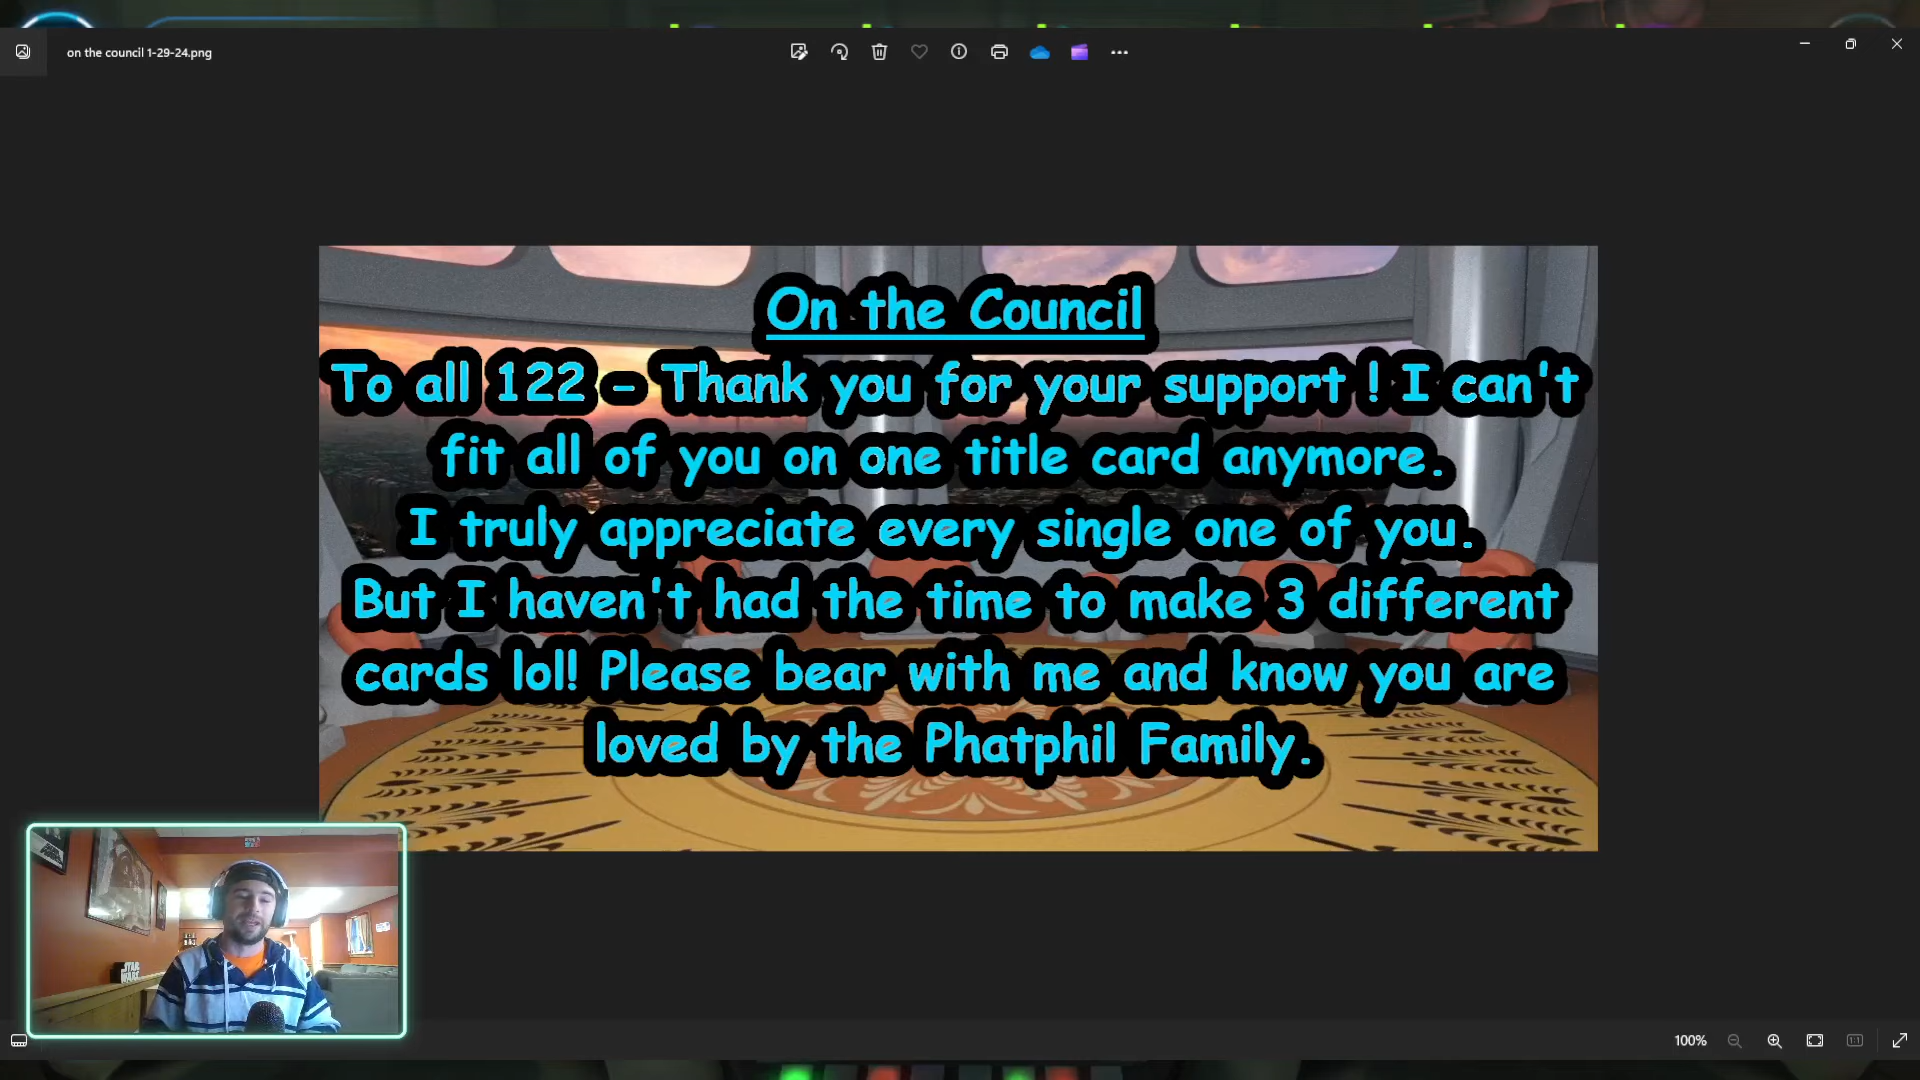 on the council 1-29-24.png
On the Council
To all 122 - Thank you for your support ! I can't
fit all of you on one title card anymore.
I truly appreciate every single one of you.
But I haven't had the time to make 3 different
cards lol! Please bear with me and know you are
loved by the Phatphil Family.
STAR
WARS
100%